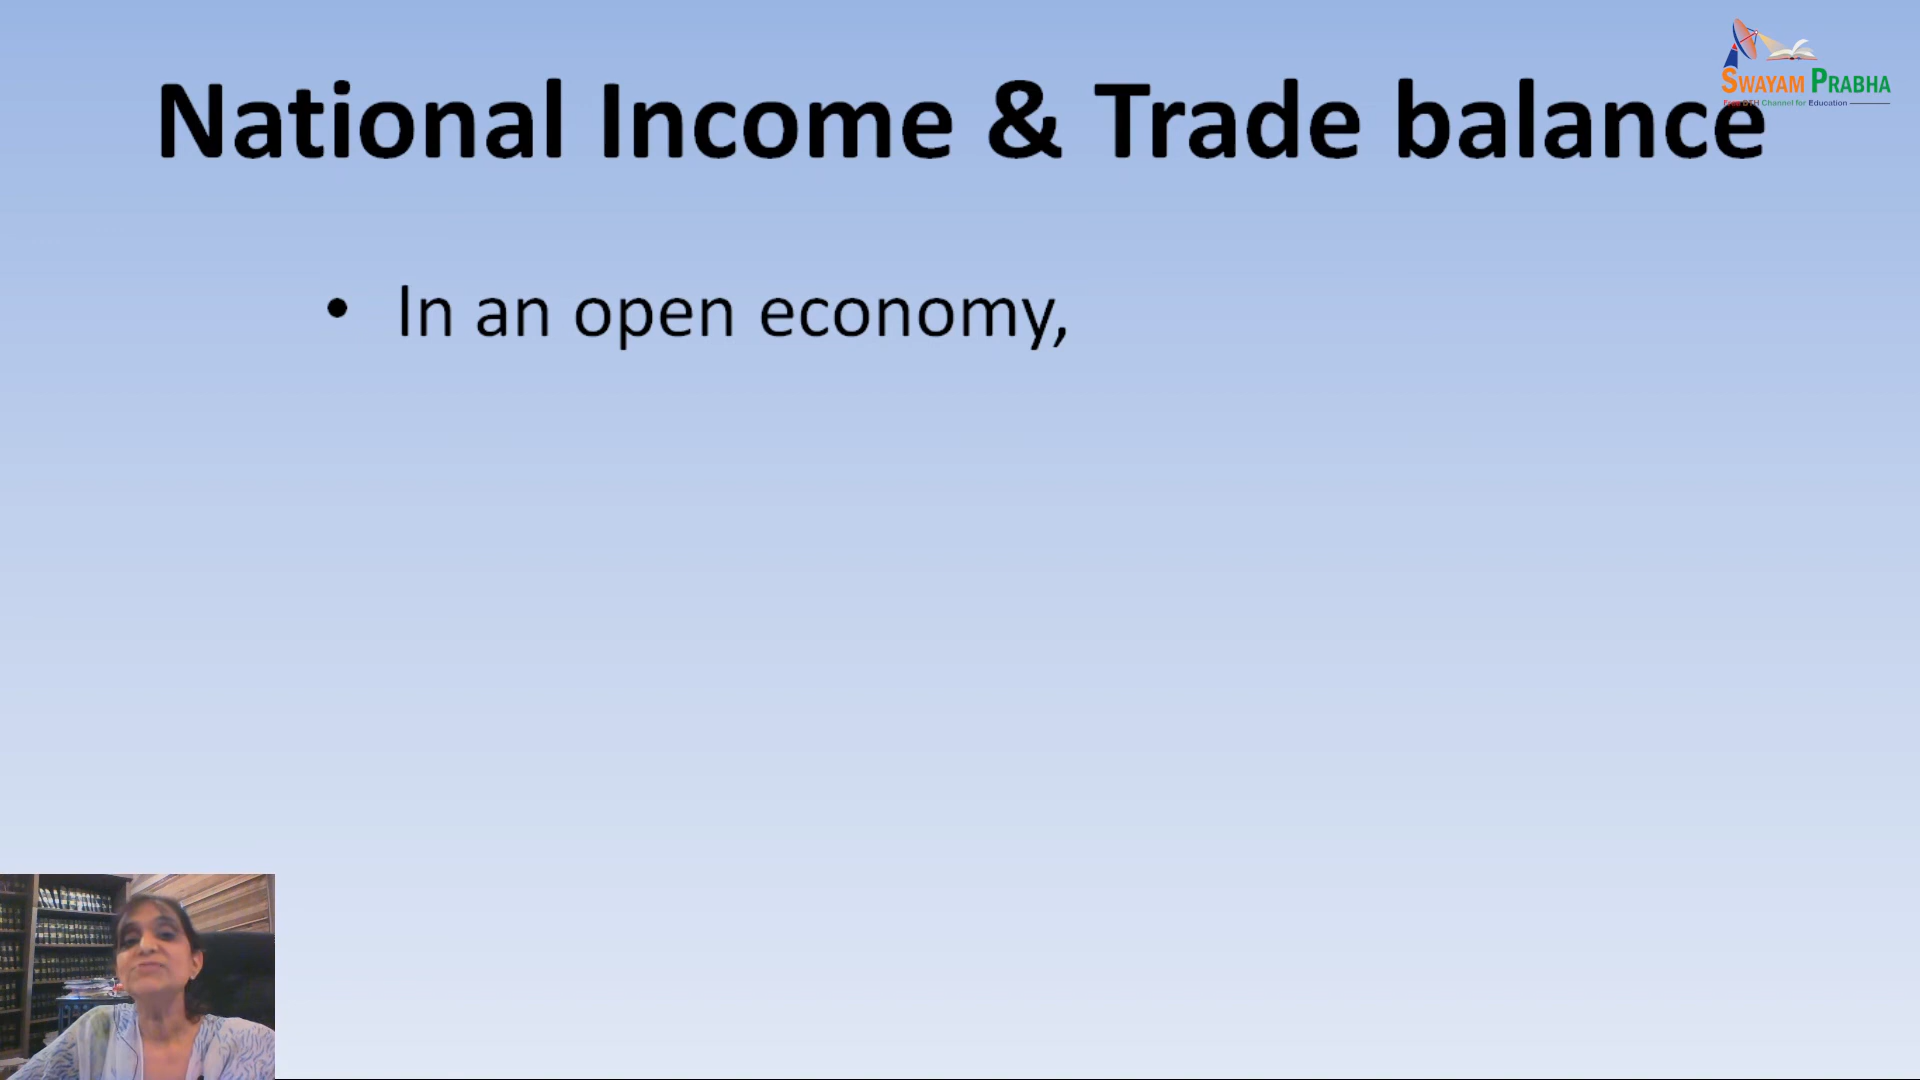 National Income & Trade balance
SWAYAM PRABHA
Free DTH Channel for Education
• In an open economy,